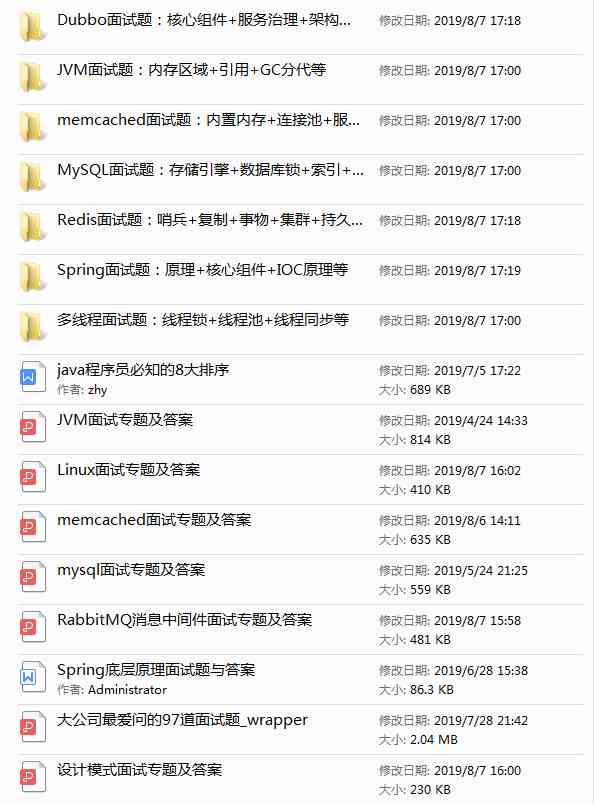 Dubbo面试题：核心组件+服务治理+架构... 修改日期: 2019/8/7 17:18
JVM面试题：内存区域+引用+GC分代等 修改日期: 2019/8/7 17:00
memcached面试题：内置内存+连接池+服... 修改日期: 2019/8/7 17:00
MySQL面试题：存储引擎+数据库锁+索引+... 修改日期: 2019/8/7 17:00
Redis面试题：哨兵+复制+事物+集群+持久... 修改日期: 2019/8/7 17:18
Spring面试题：原理+核心组件+IOC原理等 修改日期: 2019/8/7 17:19
多线程面试题：线程锁+线程池+线程同步等 修改日期: 2019/8/7 17:00
java程序员必知的8大排序 修改日期: 2019/7/5 17:22
作者: zhy 大小: 689 KB
JVM面试专题及答案 修改日期: 2019/4/24 14:33
大小: 814 KB
Linux面试专题及答案 修改日期: 2019/8/7 16:02
大小: 410 KB
memcached面试专题及答案 修改日期: 2019/8/6 14:11
大小: 635 KB
mysql面试专题及答案 修改日期: 2019/5/24 21:25
大小: 559 KB
RabbitMQ消息中间件面试专题及答案 修改日期: 2019/8/7 15:58
大小: 481 KB
Spring底层原理面试题与答案 修改日期: 2019/6/28 15:38
作者: Administrator 大小: 86.3 KB
大公司最爱问的97道面试题_wrapper 修改日期: 2019/7/28 21:42
大小: 2.04 MB
设计模式面试专题及答案 修改日期: 2019/8/7 16:00
大小: 230 KB